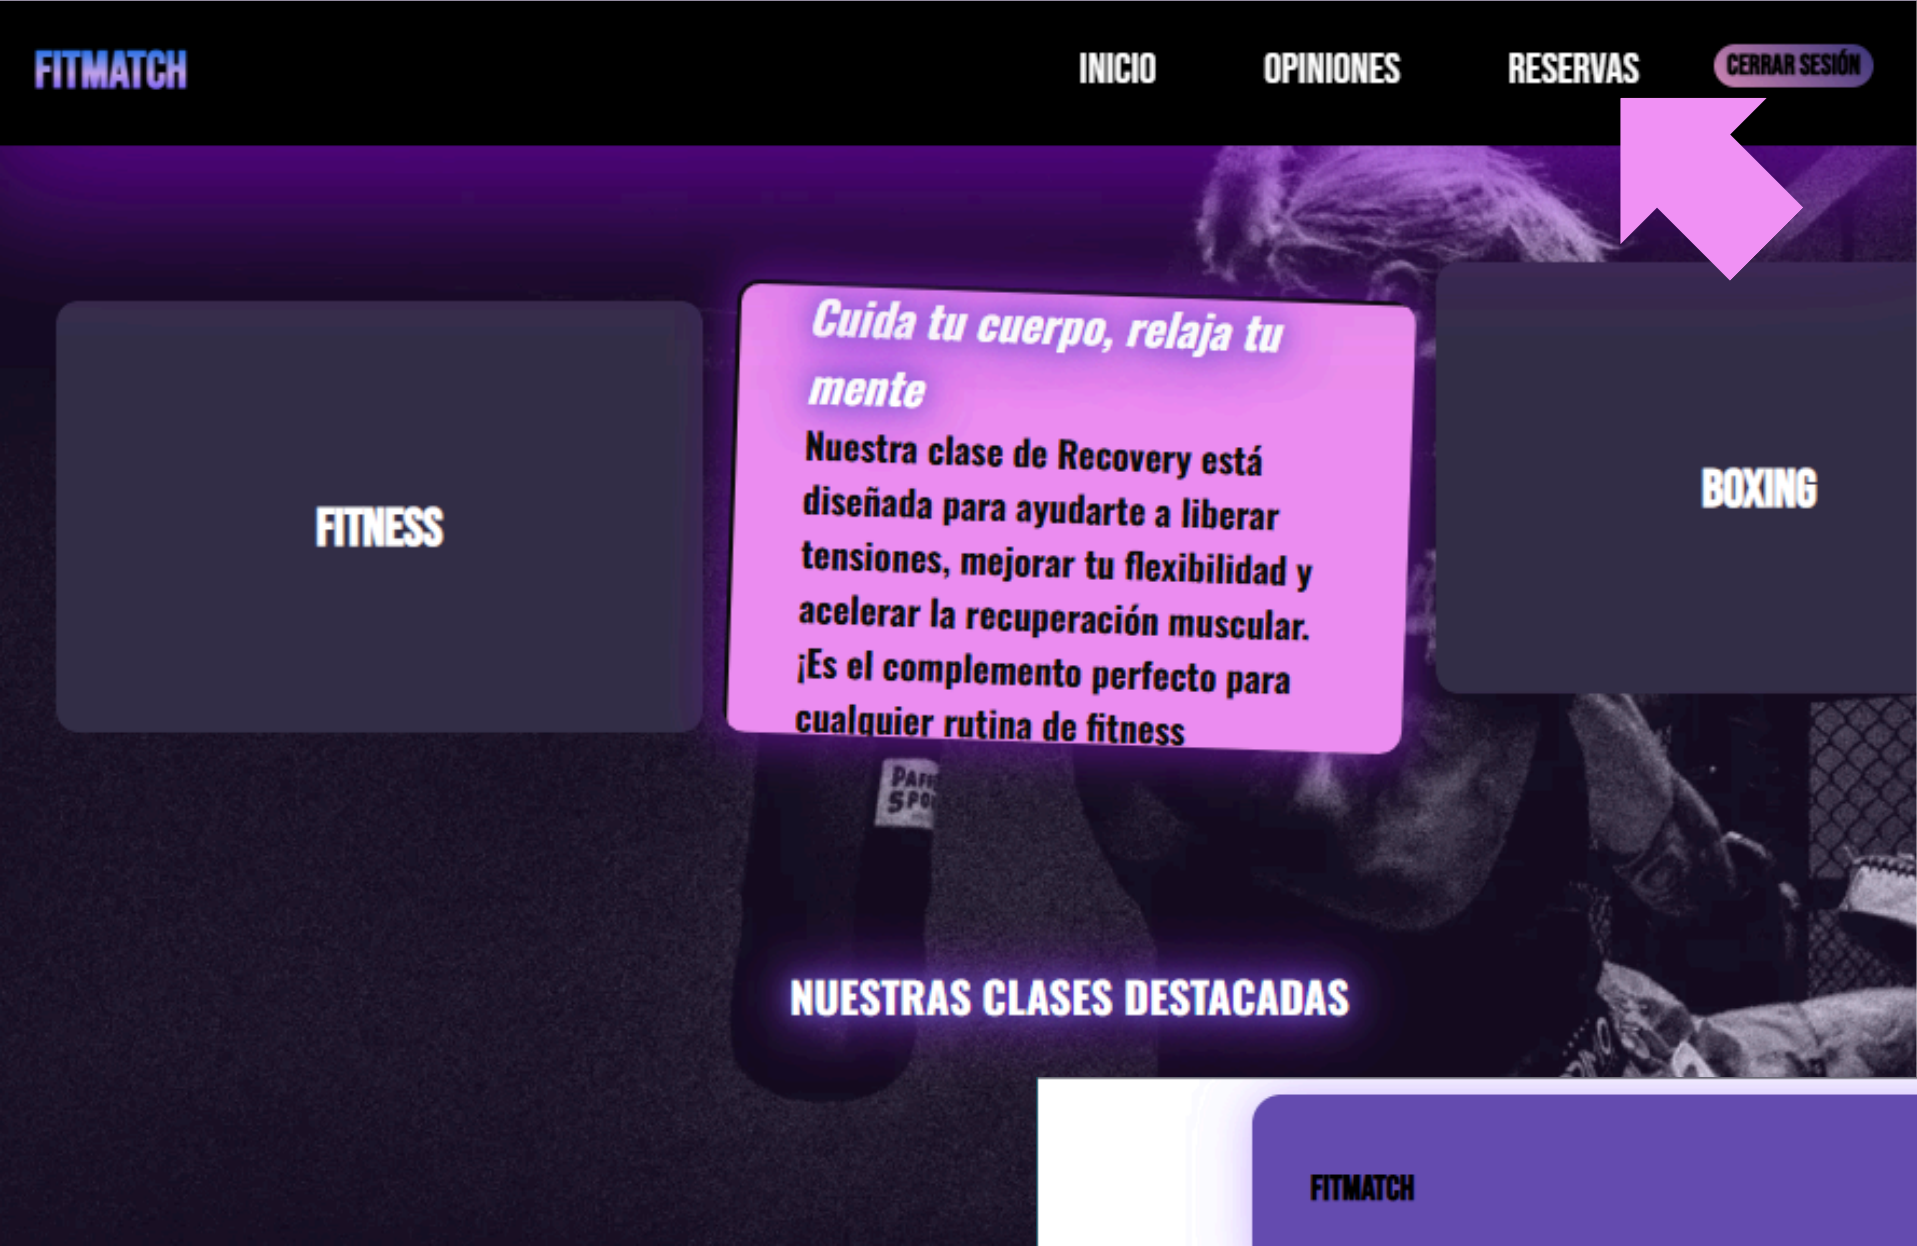 FITMATCH
INICIO
OPINIONES
RESERVAS
CERRAR SESIÓN
FITNESS
Cuida tu cuerpo, relaja tu
mente
Nuestra clase de Recovery está
diseñada para ayudarte a liberar
tensiones, mejorar tu flexibilidad y
acelerar la recuperación muscular.
¡Es el complemento perfecto para
cualquier rutina de fitness
BOXING
NUESTRAS CLASES DESTACADAS
FITMATCH